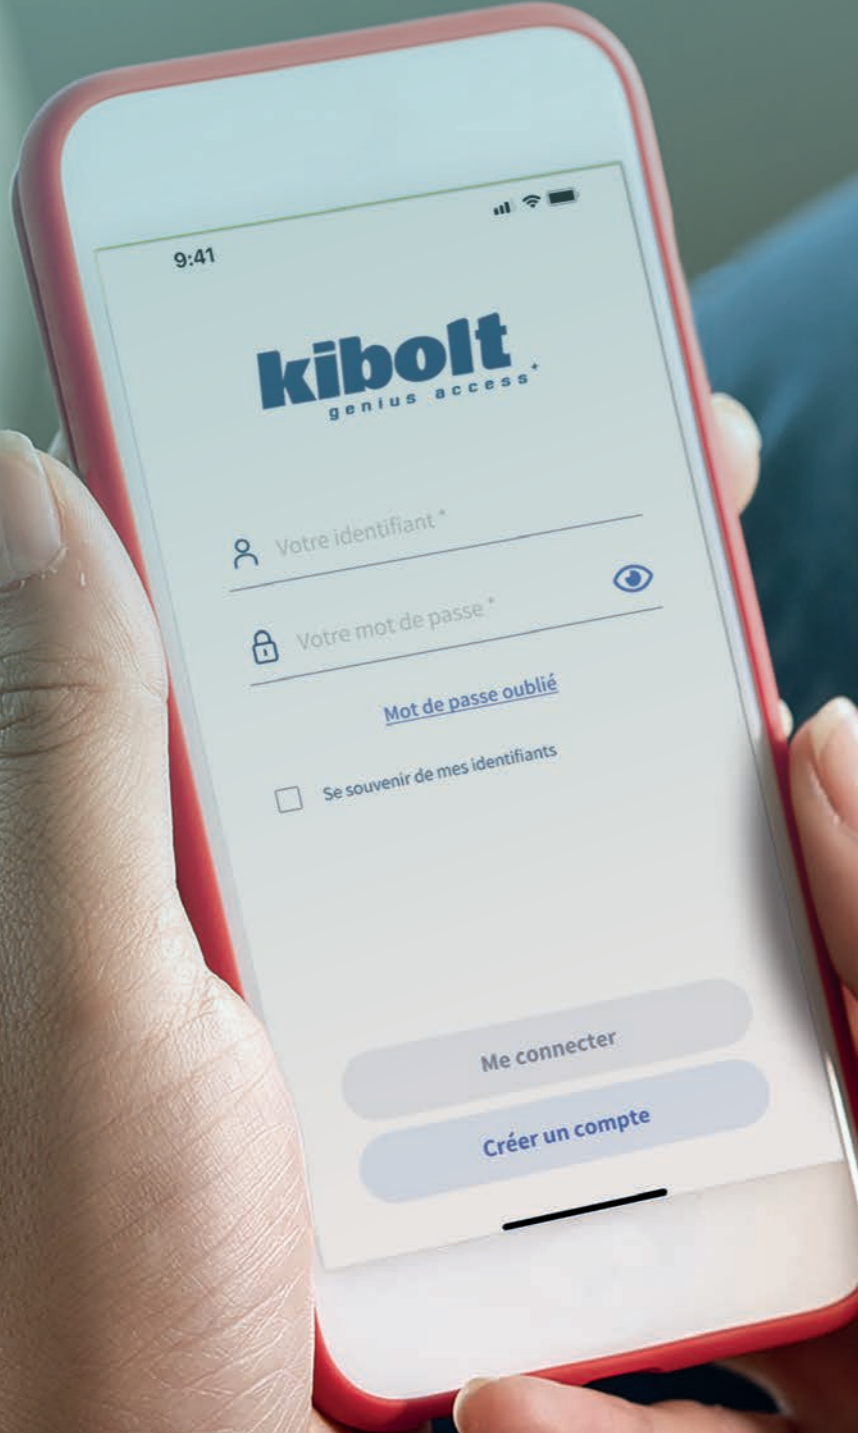 9:41
kibolt
genius access+
Votre identifiant *
Votre mot de passe *
Mot de passe oublié
Se souvenir de mes identifiants
Me connecter
Créer un compte